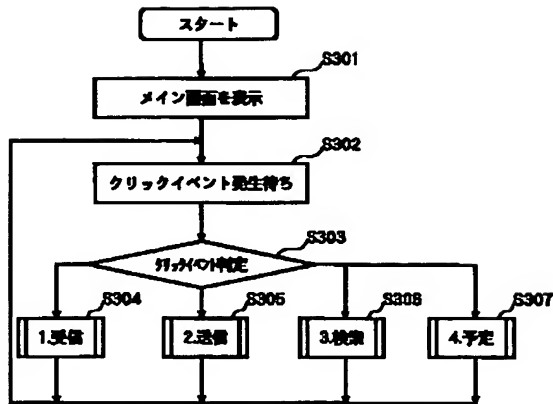 スタート
S301
メイン画面を表示
S302
クリックイベント発生待ち
S303
クリックイベント判定
S304
S305
S306
S307
1.受信
2.送信
3.検索
4.予定